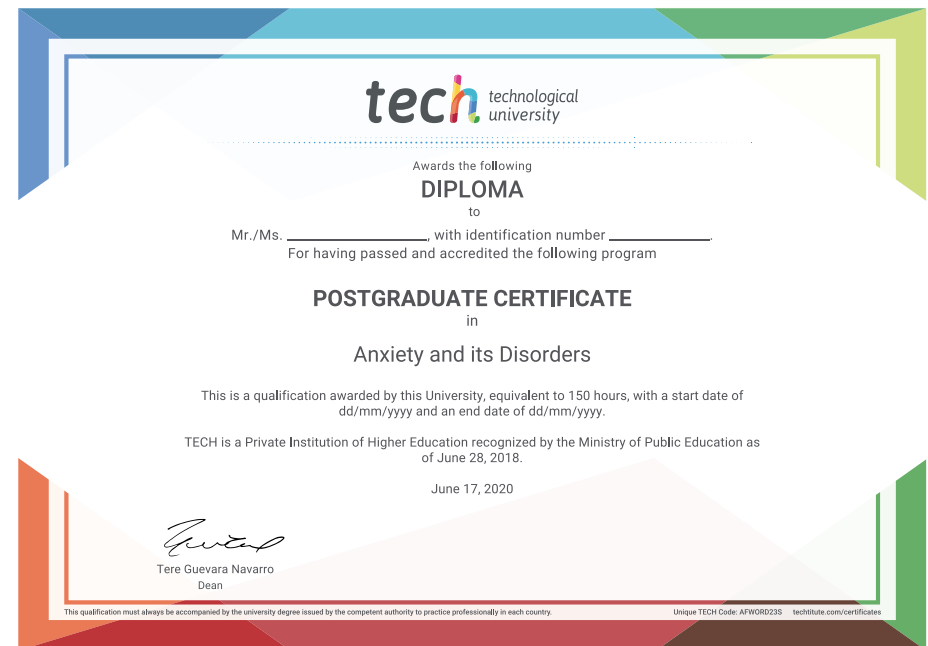 tech technological
university
Awards the following
DIPLOMA
to
Mr./Ms. ____________________, with identification number ______________.
For having passed and accredited the following program
POSTGRADUATE CERTIFICATE
in
Anxiety and its Disorders
This is a qualification awarded by this University, equivalent to 150 hours, with a start date of
dd/mm/yyyy and an end date of dd/mm/yyyy.
TECH is a Private Institution of Higher Education recognized by the Ministry of Public Education as
of June 28, 2018.
June 17, 2020
Tere Guevara Navarro
Dean
This qualification must always be accompanied by the university degree issued by the competent authority to practice professionally in each country.
Unique TECH Code: AFWORD23S techtitute.com/certificates